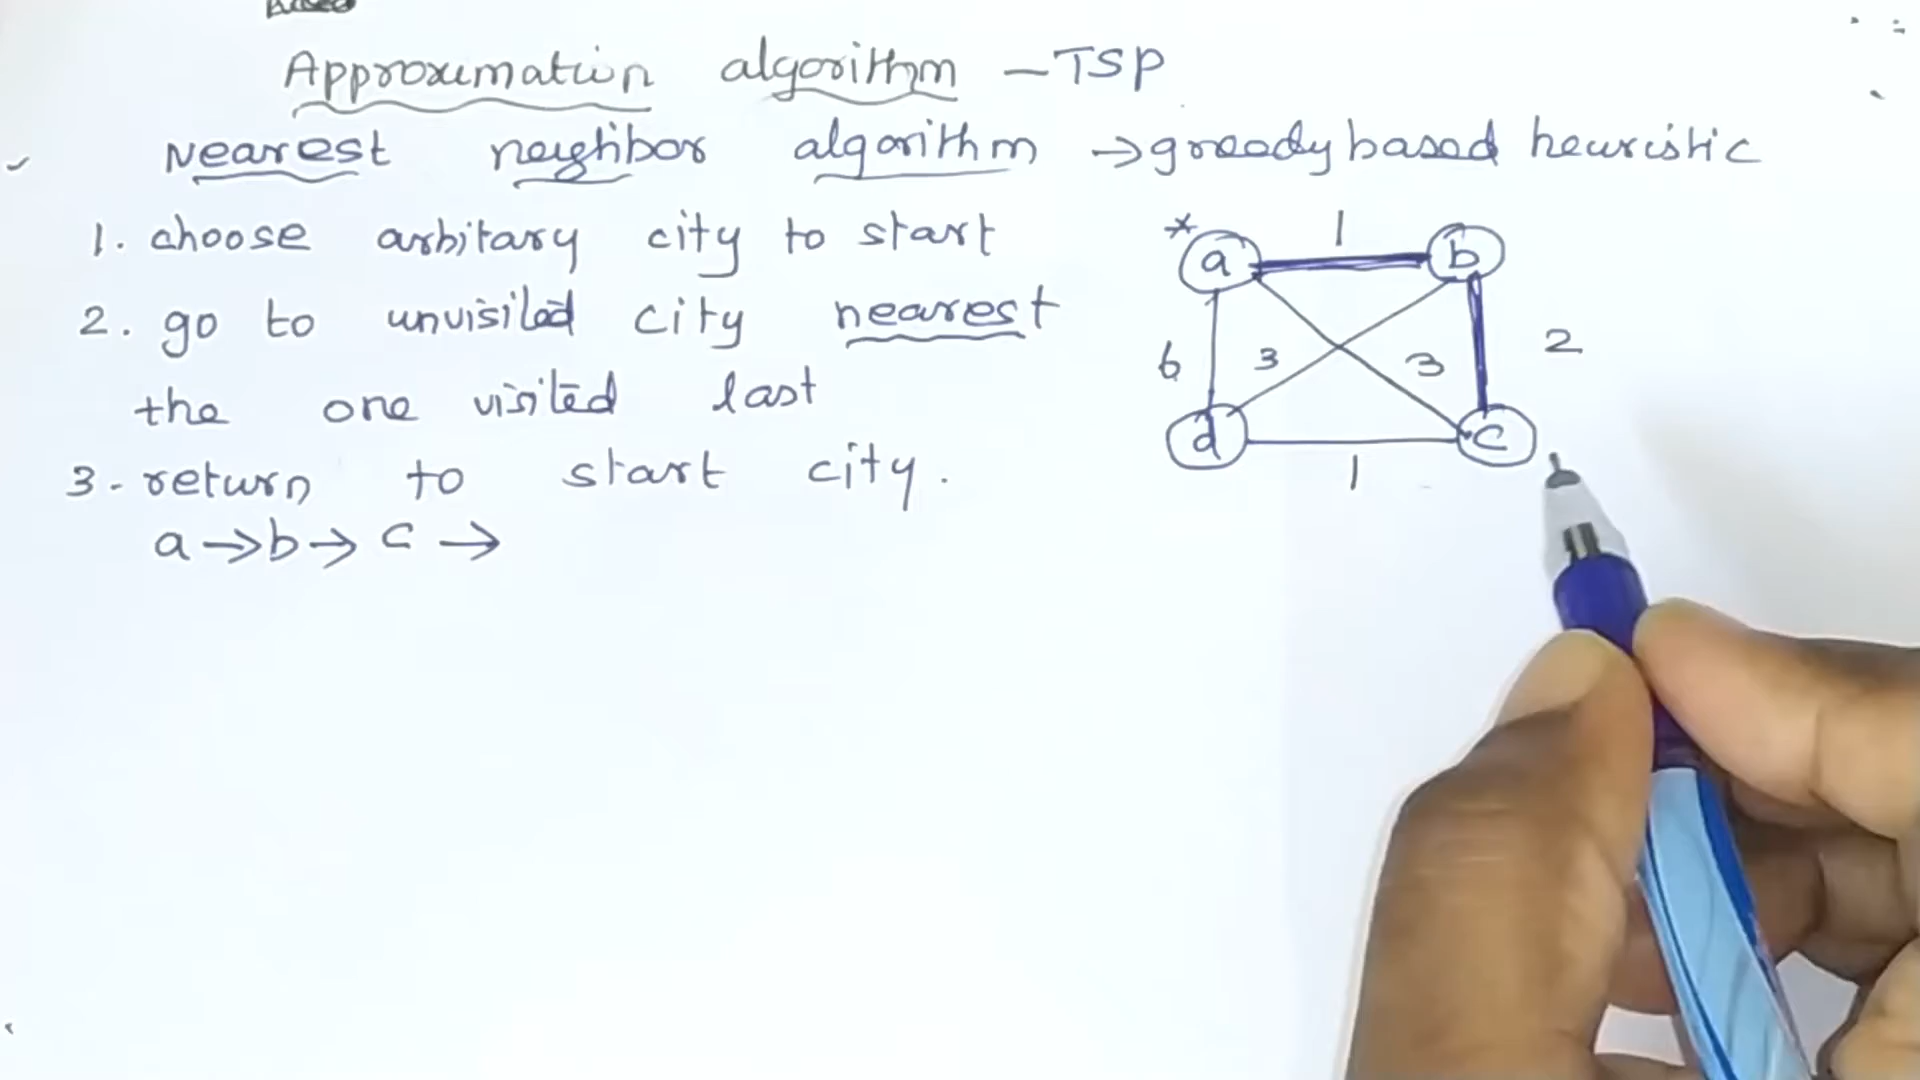 Approximation algorithm – TSP
Nearest neighbor algorithm → greedy based heuristic
1. choose arbitary city to start
2. go to unvisited city nearest
the one visited last
3 - return to start city.
a → b → c →
* a 1 b
6 3 3 2
d 1 c